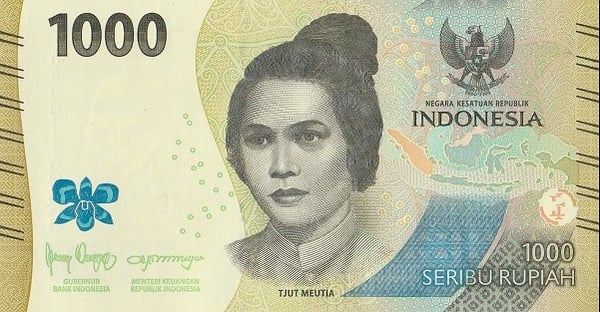 1000
NEGARA KESATUAN REPUBLIK
INDONESIA
GUBERNUR
BANK INDONESIA
MENTERI KEUANGAN
REPUBLIK INDONESIA
TJUT MEUTIA
1000
SERIBU RUPIAH